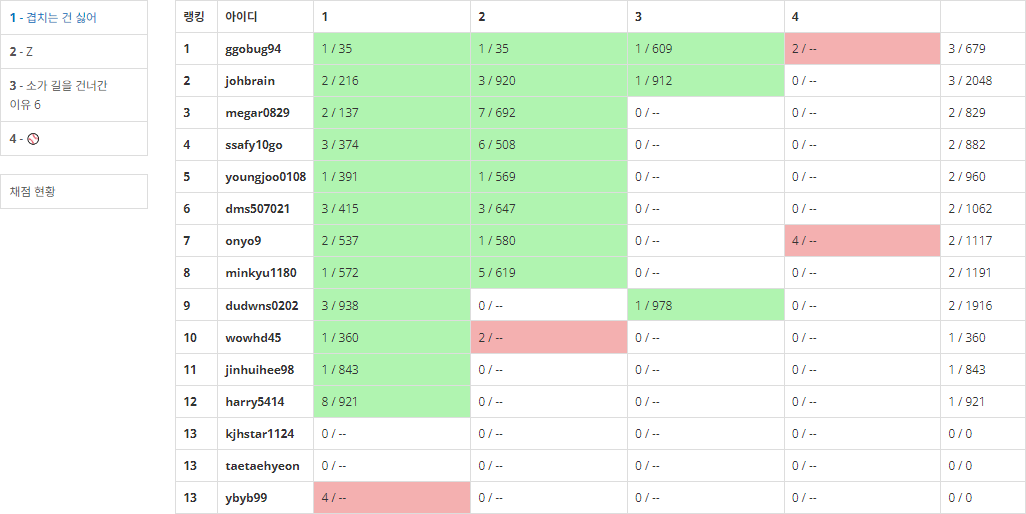 1 - 겹치는 건 싫어
2 - Z
3 - 소가 길을 건너간
이유 6
4 - ⚾
채점 현황
랭킹 아이디 1 2 3 4
1 ggobug94 1 / 35 1 / 35 1 / 609 2 / -- 3 / 679
2 johbrain 2 / 216 3 / 920 1 / 912 0 / -- 3 / 2048
3 megar0829 2 / 137 7 / 692 0 / -- 0 / -- 2 / 829
4 ssafy10go 3 / 374 6 / 508 0 / -- 0 / -- 2 / 882
5 youngjoo0108 1 / 391 1 / 569 0 / -- 0 / -- 2 / 960
6 dms507021 3 / 415 3 / 647 0 / -- 0 / -- 2 / 1062
7 onyo9 2 / 537 1 / 580 0 / -- 4 / -- 2 / 1117
8 minkyu1180 1 / 572 5 / 619 0 / -- 0 / -- 2 / 1191
9 dudwns0202 3 / 938 0 / -- 1 / 978 0 / -- 2 / 1916
10 wowhd45 1 / 360 2 / -- 0 / -- 0 / -- 1 / 360
11 jinhuihee98 1 / 843 0 / -- 0 / -- 0 / -- 1 / 843
12 harry5414 8 / 921 0 / -- 0 / -- 0 / -- 1 / 921
13 kjhstar1124 0 / -- 0 / -- 0 / -- 0 / -- 0 / 0
13 taetaehyeon 0 / -- 0 / -- 0 / -- 0 / -- 0 / 0
13 ybyb99 4 / -- 0 / -- 0 / -- 0 / -- 0 / 0